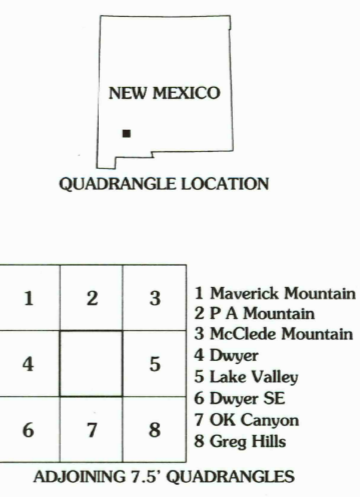 NEW MEXICO
QUADRANGLE LOCATION
1 2 3
4 5
6 7 8
1 Maverick Mountain
2 P A Mountain
3 McClede Mountain
4 Dwyer
5 Lake Valley
6 Dwyer SE
7 OK Canyon
8 Greg Hills
ADJOINING 7.5' QUADRANGLES